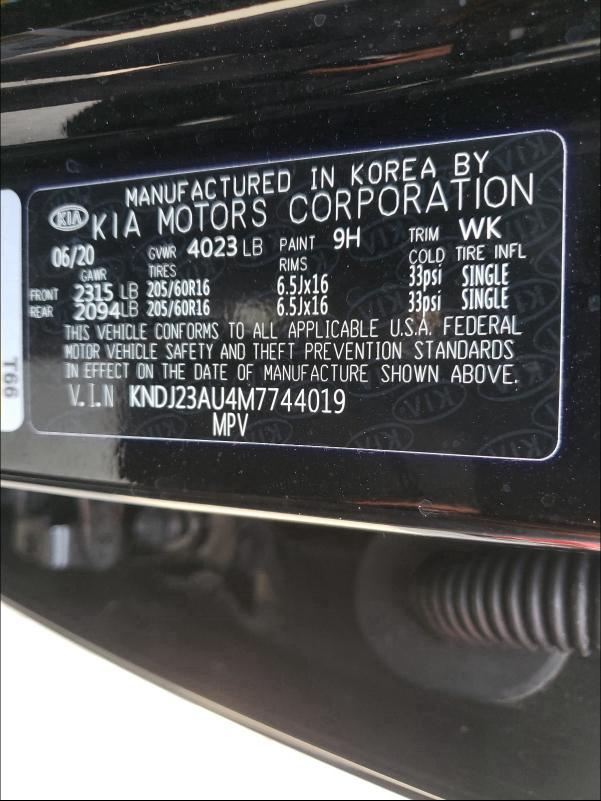 MANUFACTURED IN KOREA BY
KIA KIA MOTORS CORPORATION
06/20 GVWR 4023 LB PAINT 9H TRIM WK
GAWR TIRES RIMS COLD TIRE INFL
FRONT 2315 LB 205/60R16 6.5Jx16 33psi SINGLE
REAR 2094 LB 205/60R16 6.5Jx16 33psi SINGLE
THIS VEHICLE CONFORMS TO ALL APPLICABLE U.S.A. FEDERAL
MOTOR VEHICLE SAFETY AND THEFT PREVENTION STANDARDS
IN EFFECT ON THE DATE OF MANUFACTURE SHOWN ABOVE.
V.I.N KNDJ23AU4M7744019
MPV
T66